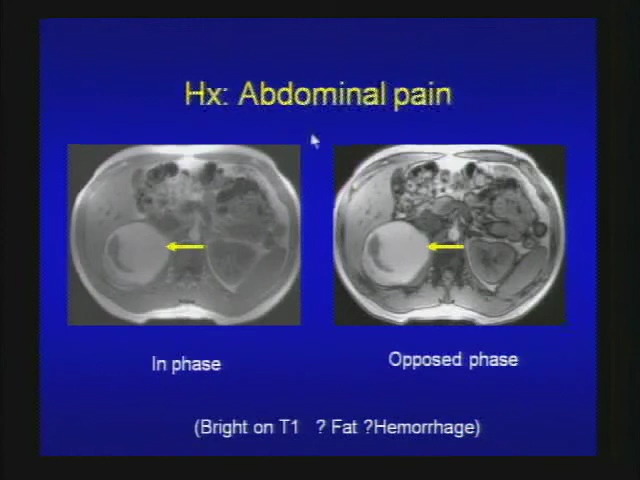 Hx: Abdominal pain
In phase
Opposed phase
(Bright on T1 ? Fat ?Hemorrhage)